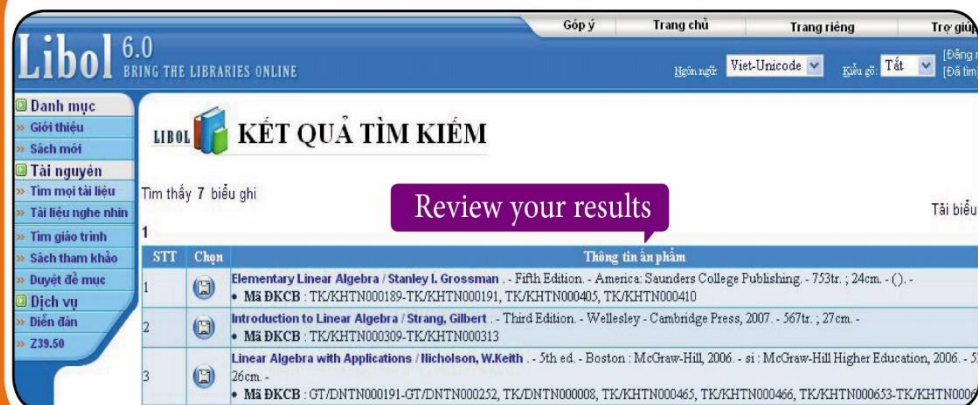 Góp ý Trang chủ Trang riêng Trợ giúp
Libol 6.0
BRING THE LIBRARIES ONLINE
Ngôn ngữ: Viet-Unicode Kiểu gõ: Tắt
Danh mục
Giới thiệu
Sách mới
Tài nguyên
Tìm mọi tài liệu
Tài liệu nghe nhìn
Tìm giáo trình
Sách tham khảo
Duyệt đề mục
Dịch vụ
Diễn đàn
Z39.50
LIBOL KẾT QUẢ TÌM KIẾM
Tìm thấy 7 biểu ghi
Review your results
Tải biểu
1
STT Chọn Thông tin ấn phẩm
1 Elementary Linear Algebra / Stanley I. Grossman . - Fifth Edition. - America: Saunders College Publishing. - 753tr. ; 24cm. - (). -
• Mã ĐKCB : TK/KHTN000189-TK/KHTN000191, TK/KHTN000405, TK/KHTN000410
2 Introduction to Linear Algebra / Strang, Gilbert . - Third Edition. - Wellesley - Cambridge Press, 2007. - 567tr. ; 27cm. -
• Mã ĐKCB : TK/KHTN000309-TK/KHTN000313
3 Linear Algebra with Applications / Nicholson, W.Keith . - 5th ed. - Boston : McGraw-Hill, 2006. - si : McGraw-Hill Higher Education, 2006. -
26cm. -
• Mã ĐKCB : GT/DNTN000191-GT/DNTN000252, TK/DNTN000008, TK/KHTN000465, TK/KHTN000466, TK/KHTN000653-